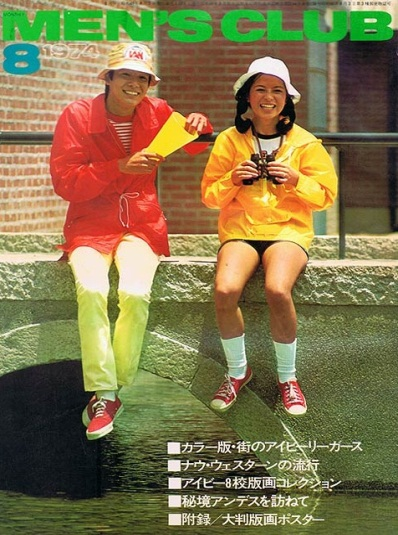 MEN'S CLUB
8 1974
■カラー版・街のアイビーリーガース
■ナウ・ウェスターンの流行
■アイビー8校版画コレクション
■秘境アンデスを訪ねて
■附録／大判版画ポスター